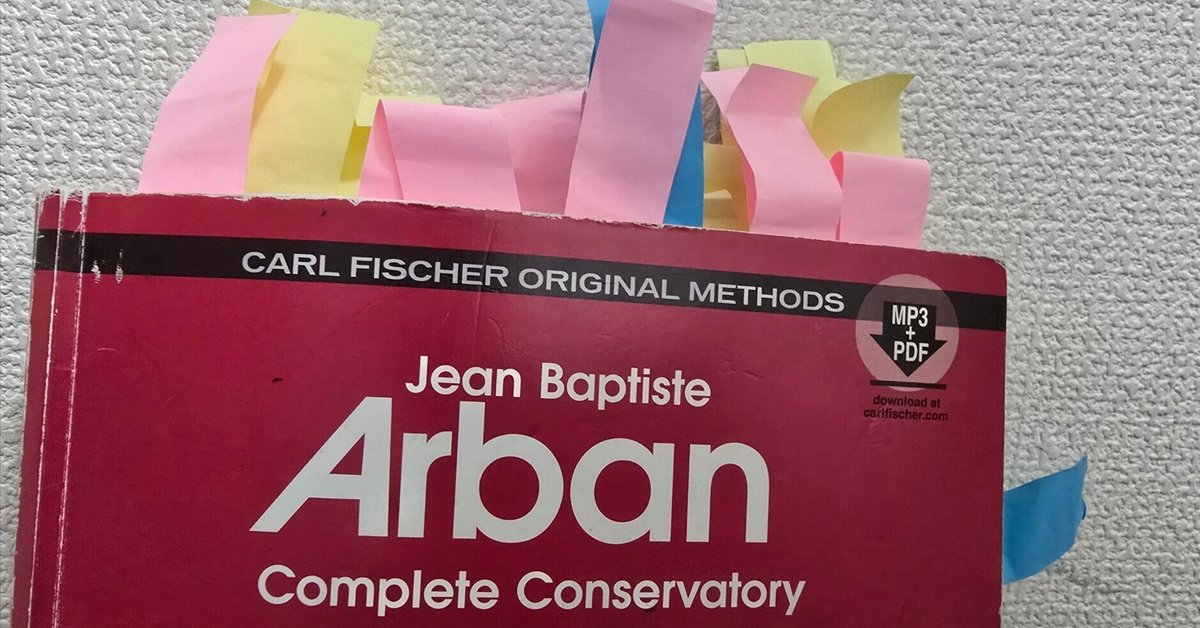 CARL FISCHER ORIGINAL METHODS
MP3
+
PDF
download at
carlfischer.com
Jean Baptiste
Arban
Complete Conservatory